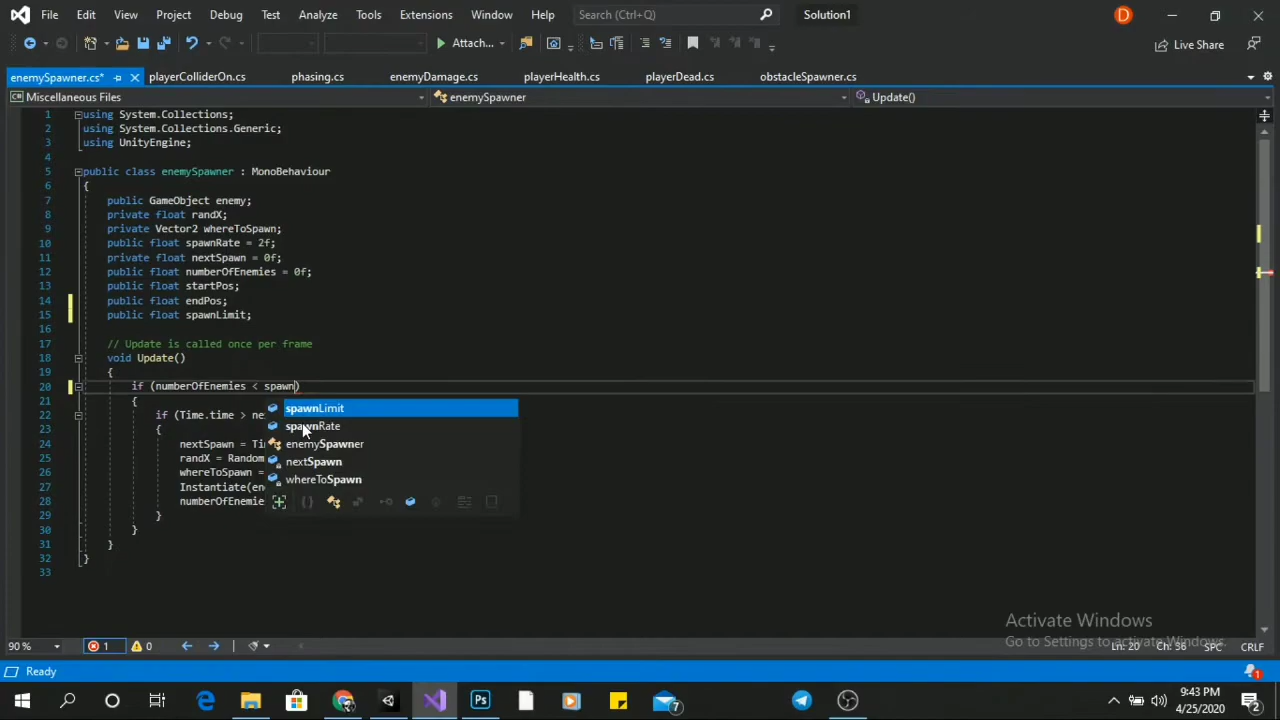 File Edit View Project Debug Test Analyze Tools Extensions Window Help Search (Ctrl+Q) Solution1 D
Attach... Live Share
enemySpawner.cs* playerColliderOn.cs phasing.cs enemyDamage.cs playerHealth.cs playerDead.cs obstacleSpawner.cs
C# Miscellaneous Files enemySpawner Update()
1 using System.Collections;
2 using System.Collections.Generic;
3 using UnityEngine;
4
5 public class enemySpawner : MonoBehaviour
6 {
7 public GameObject enemy;
8 private float randX;
9 private Vector2 whereToSpawn;
10 public float spawnRate = 2f;
11 private float nextSpawn = 0f;
12 public float numberOfEnemies = 0f;
13 public float startPos;
14 public float endPos;
15 public float spawnLimit;
16
17 // Update is called once per frame
18 void Update()
19 {
20 if (numberOfEnemies < spawn)
21 {
spawnLimit
22 if (Time.time > ne
spawnRate
23 {
24 nextSpawn = Tim
enemySpawner
25 randX = Random
nextSpawn
26 whereToSpawn =
whereToSpawn
27 Instantiate(en
28 numberOfEnemie
29 }
30 }
31 }
32 }
33
Activate Windows
Go to Settings to activate Windows.
90 % 1 0 Ln: 20 Ch: 36 SPC CRLF
Ready 1
Ps 7 9:43 PM
4/25/2020 2